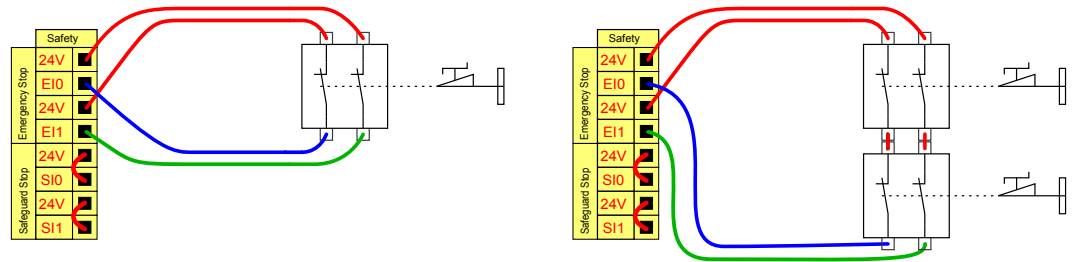 Safety
Emergency Stop
24V
EI0
24V
EI1
Safeguard Stop
24V
SI0
24V
SI1
Safety
Emergency Stop
24V
EI0
24V
EI1
Safeguard Stop
24V
SI0
24V
SI1